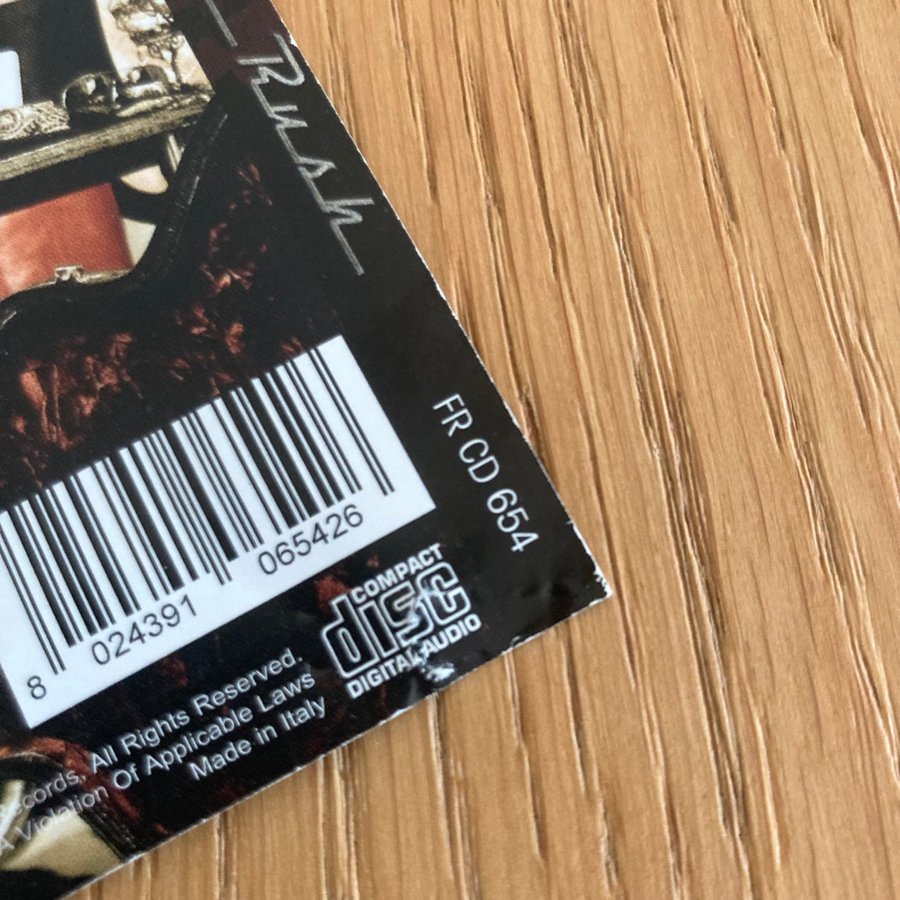 Rush
FR CD 654
8 024391 065426
COMPACT
disc
DIGITAL AUDIO
Records. All Rights Reserved.
A Violation Of Applicable Laws
Made in Italy